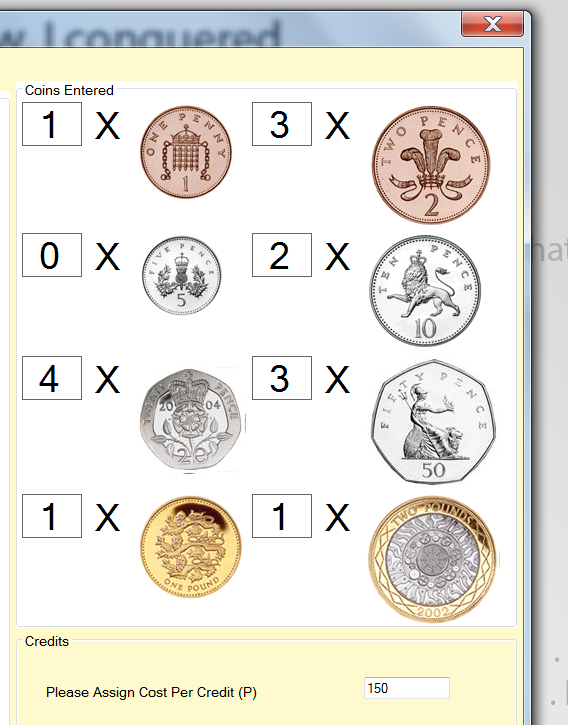 w, I conquered
Coins Entered
1 X ONE PENNY 1 3 X TWO PENCE 2
0 X FIVE PENCE 5 2 X TEN PENCE 10
4 X TWENTY PENCE 2004 20 3 X FIFTY PENCE 50
1 X ONE POUND 1 X TWO POUNDS 2002
nat
Credits
Please Assign Cost Per Credit (P) 150